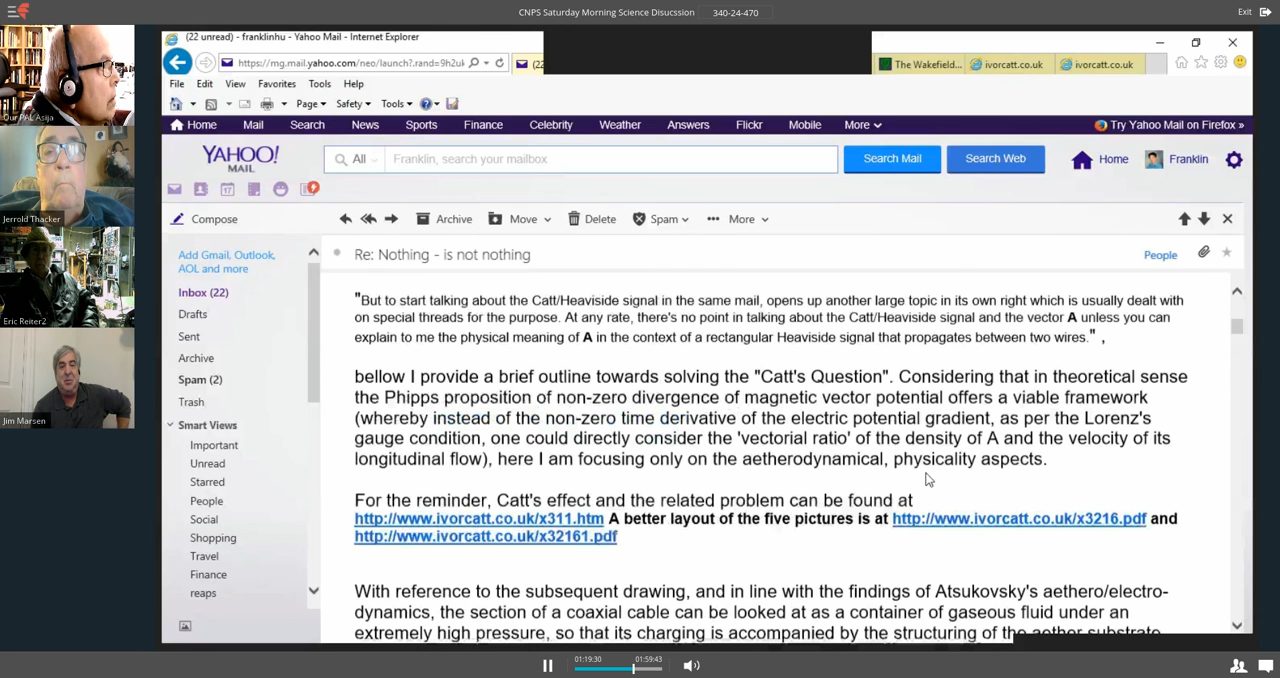 CNPS Saturday Morning Science Disucssion 340-24-470
Exit
Our PAL Asija
Jerrold Thacker
Eric Reiter2
Jim Marsen
(22 unread) - franklinhu - Yahoo Mail - Internet Explorer
https://mg.mail.yahoo.com/neo/launch?.rand=9h2ul
(22
The Wakefield...
ivorcatt.co.uk
ivorcatt.co.uk
File Edit View Favorites Tools Help
Page Safety Tools
Home Mail Search News Sports Finance Celebrity Weather Answers Flickr Mobile More Try Yahoo Mail on Firefox »
YAHOO!
MAIL
All Franklin, search your mailbox Search Mail Search Web Home Franklin
17
Compose Archive Move Delete Spam ••• More
Add Gmail, Outlook,
AOL and more
Inbox (22)
Drafts
Sent
Archive
Spam (2)
Trash
Smart Views
Important
Unread
Starred
People
Social
Shopping
Travel
Finance
reaps
Re: Nothing - is not nothing People
"But to start talking about the Catt/Heaviside signal in the same mail, opens up another large topic in its own right which is usually dealt with
on special threads for the purpose. At any rate, there's no point in talking about the Catt/Heaviside signal and the vector A unless you can
explain to me the physical meaning of A in the context of a rectangular Heaviside signal that propagates between two wires." ,
bellow I provide a brief outline towards solving the "Catt's Question". Considering that in theoretical sense
the Phipps proposition of non-zero divergence of magnetic vector potential offers a viable framework
(whereby instead of the non-zero time derivative of the electric potential gradient, as per the Lorenz's
gauge condition, one could directly consider the 'vectorial ratio' of the density of A and the velocity of its
longitudinal flow), here I am focusing only on the aetherodynamical, physicality aspects.
For the reminder, Catt's effect and the related problem can be found at
http://www.ivorcatt.co.uk/x311.htm A better layout of the five pictures is at http://www.ivorcatt.co.uk/x3216.pdf and
http://www.ivorcatt.co.uk/x32161.pdf
With reference to the subsequent drawing, and in line with the findings of Atsukovsky's aethero/electro-
dynamics, the section of a coaxial cable can be looked at as a container of gaseous fluid under an
extremely high pressure, so that its charging is accompanied by the structuring of the aether substrate
01:19:30 01:59:43